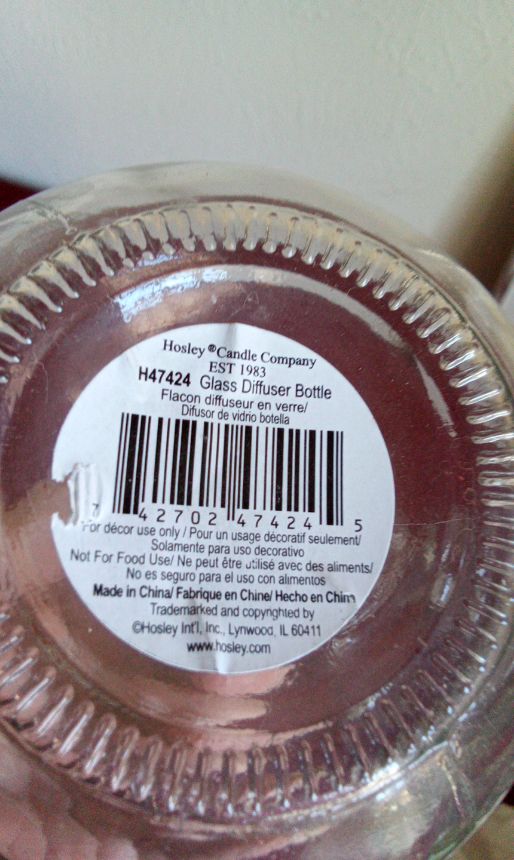 Hosley ®Candle Company
EST 1983
H47424 Glass Diffuser Bottle
Flacon diffuseur en verre/
Difusor de vidrio botella
7 42702 47424 5
For décor use only / Pour un usage décoratif seulement/
Solamente para uso decorativo
Not For Food Use/ Ne peut être utilisé avec des aliments/
No es seguro para el uso con alimentos
Made in China/ Fabrique en Chine/ Hecho en China
Trademarked and copyrighted by
©Hosley Int'l, Inc., Lynwood, IL 60411
www.hosley.com